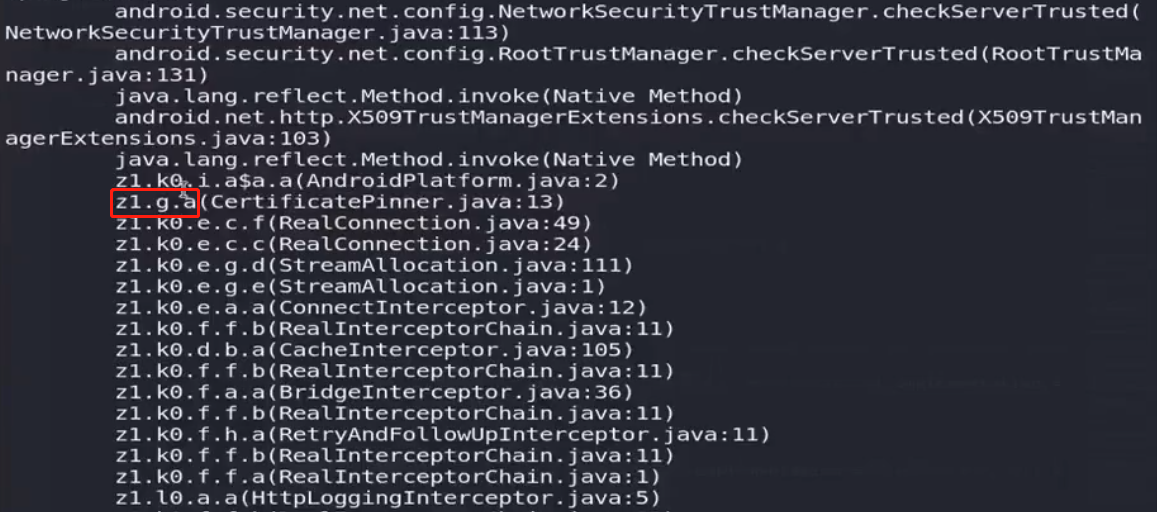 android.security.net.config.NetworkSecurityTrustManager.checkServerTrusted(
NetworkSecurityTrustManager.java:113)
android.security.net.config.RootTrustManager.checkServerTrusted(RootTrustMa
nager.java:131)
java.lang.reflect.Method.invoke(Native Method)
android.net.http.X509TrustManagerExtensions.checkServerTrusted(X509TrustMan
agerExtensions.java:103)
java.lang.reflect.Method.invoke(Native Method)
z1.k0.i.a$a.a(AndroidPlatform.java:2)
z1.g.a(CertificatePinner.java:13)
z1.k0.e.c.f(RealConnection.java:49)
z1.k0.e.c.c(RealConnection.java:24)
z1.k0.e.g.d(StreamAllocation.java:111)
z1.k0.e.g.e(StreamAllocation.java:1)
z1.k0.e.a.a(ConnectInterceptor.java:12)
z1.k0.f.f.b(RealInterceptorChain.java:11)
z1.k0.d.b.a(CacheInterceptor.java:105)
z1.k0.f.f.b(RealInterceptorChain.java:11)
z1.k0.f.a.a(BridgeInterceptor.java:36)
z1.k0.f.f.b(RealInterceptorChain.java:11)
z1.k0.f.h.a(RetryAndFollowUpInterceptor.java:11)
z1.k0.f.f.b(RealInterceptorChain.java:11)
z1.k0.f.f.a(RealInterceptorChain.java:1)
z1.l0.a.a(HttpLoggingInterceptor.java:5)